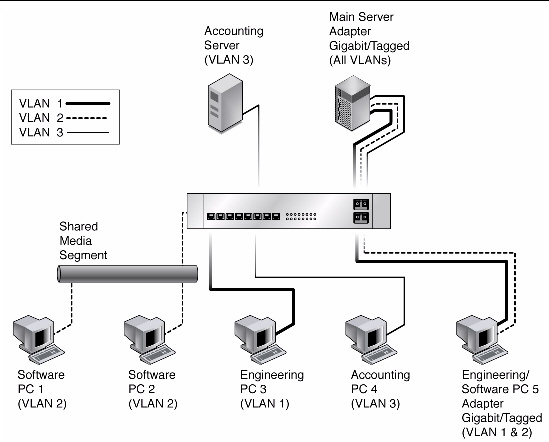 Accounting
Server
(VLAN 3)
Main Server
Adapter
Gigabit/Tagged
(All VLANs)
VLAN 1
VLAN 2
VLAN 3
Shared
Media
Segment
Software
PC 1
(VLAN 2)
Software
PC 2
(VLAN 2)
Engineering
PC 3
(VLAN 1)
Accounting
PC 4
(VLAN 3)
Engineering/
Software PC 5
Adapter
Gigabit/Tagged
(VLAN 1 & 2)